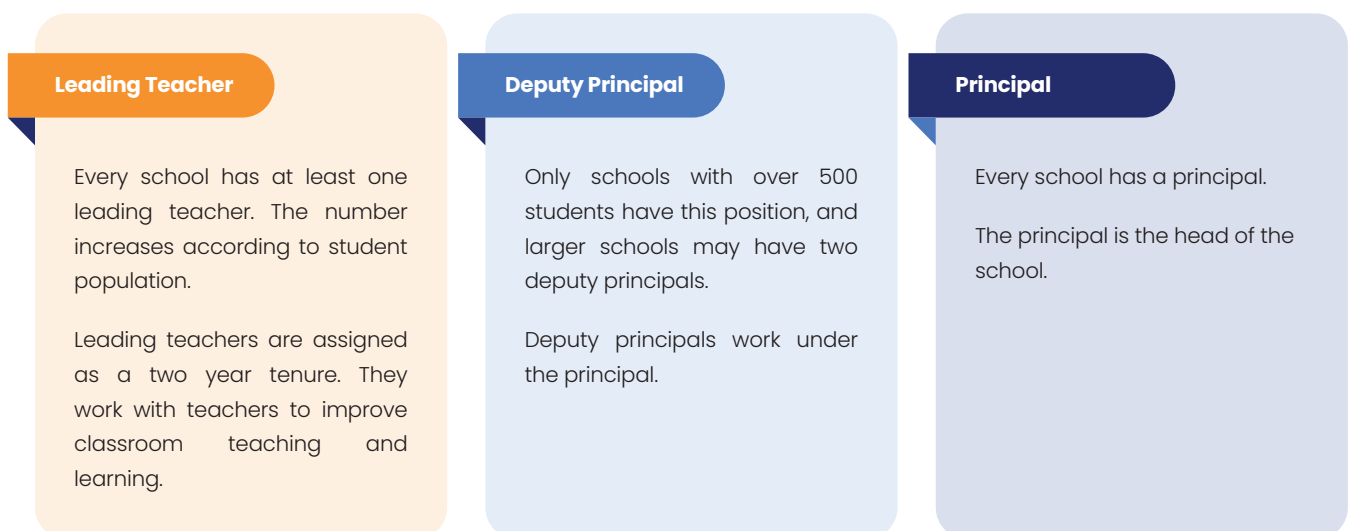 Leading Teacher
Every school has at least one
leading teacher. The number
increases according to student
population.
Leading teachers are assigned
as a two year tenure. They
work with teachers to improve
classroom teaching and
learning.
Deputy Principal
Only schools with over 500
students have this position, and
larger schools may have two
deputy principals.
Deputy principals work under
the principal.
Principal
Every school has a principal.
The principal is the head of the
school.